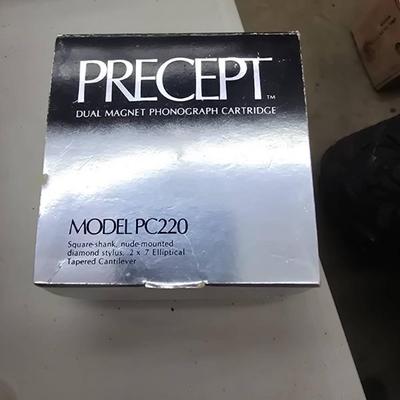 PRECEPT™
DUAL MAGNET PHONOGRAPH CARTRIDGE
MODEL PC220
Square-shank, nude-mounted
diamond stylus, .2 x .7 Elliptical
Tapered Cantilever